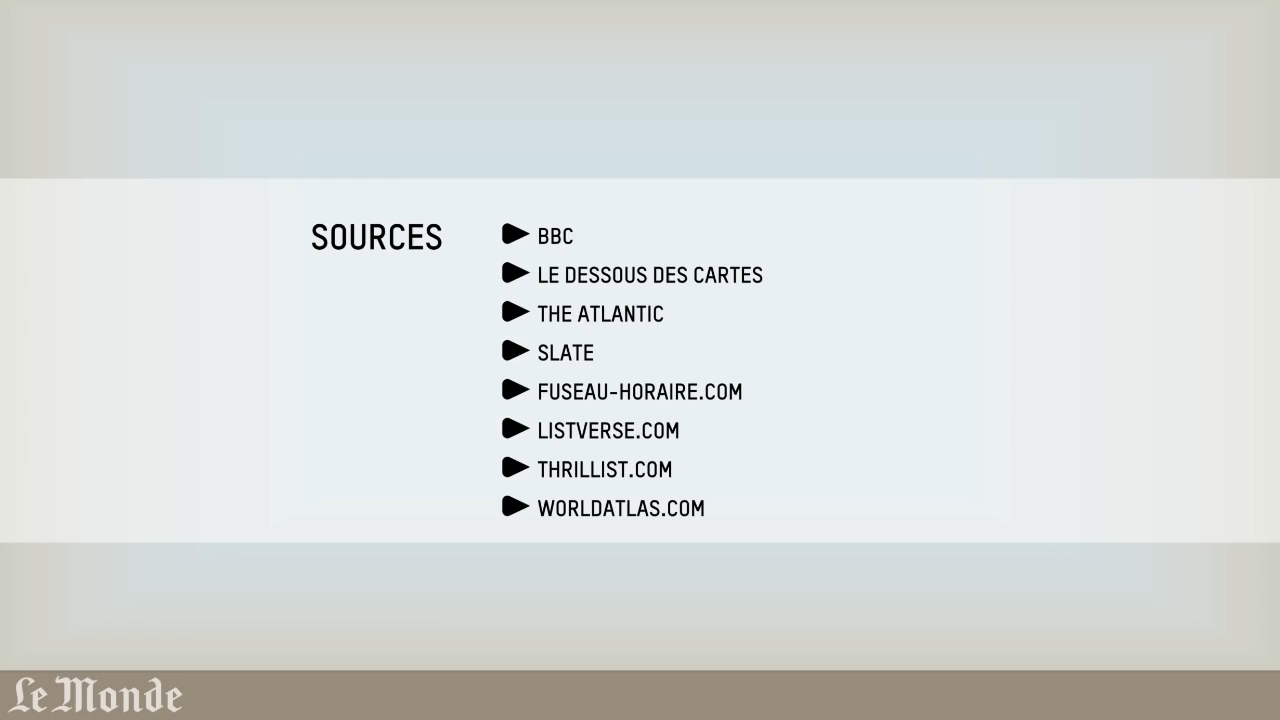 SOURCES
BBC
LE DESSOUS DES CARTES
THE ATLANTIC
SLATE
FUSEAU-HORAIRE.COM
LISTVERSE.COM
THRILLIST.COM
WORLDATLAS.COM
Le Monde